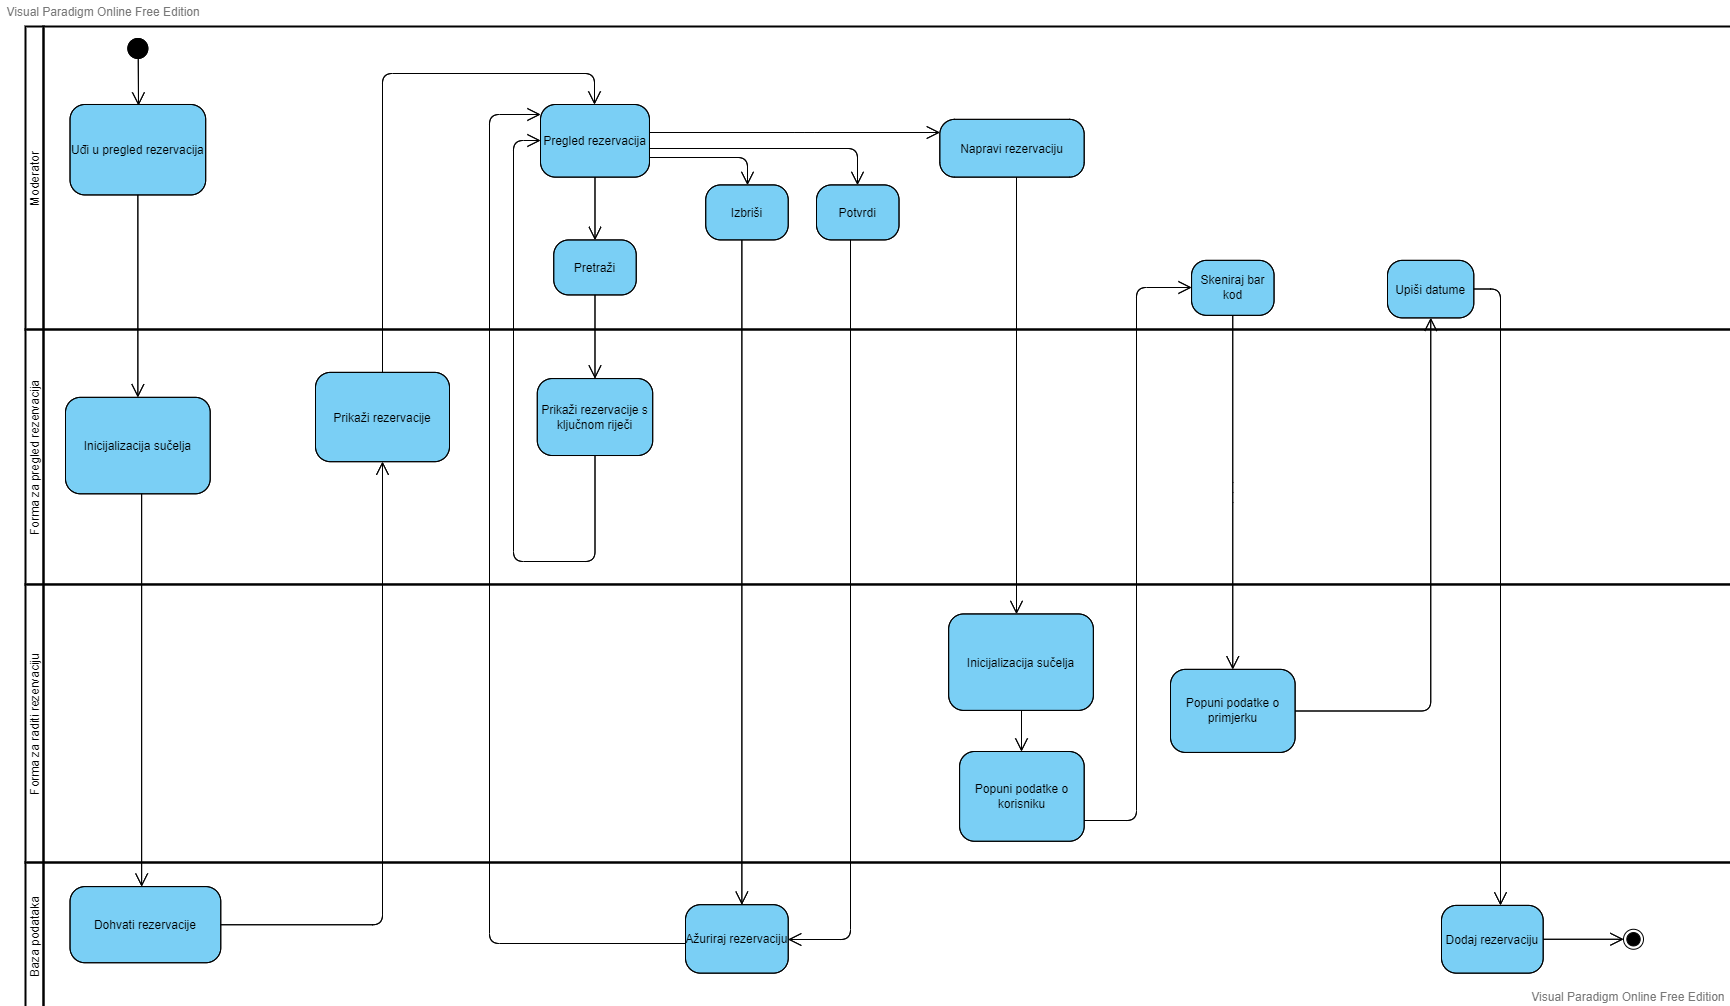 Visual Paradigm Online Free Edition
Moderator
Uđi u pregled rezervacija
Pregled rezervacija
Napravi rezervaciju
Izbriši
Potvrdi
Pretraži
Skeniraj bar
kod
Upiši datume
Forma za pregled rezervacija
Inicijalizacija sučelja
Prikaži rezervacije
Prikaži rezervacije s
ključnom riječi
Forma za raditi rezervaciju
Inicijalizacija sučelja
Popuni podatke o
primjerku
Popuni podatke o
korisniku
Baza podataka
Dohvati rezervacije
Ažuriraj rezervaciju
Dodaj rezervaciju
Visual Paradigm Online Free Edition